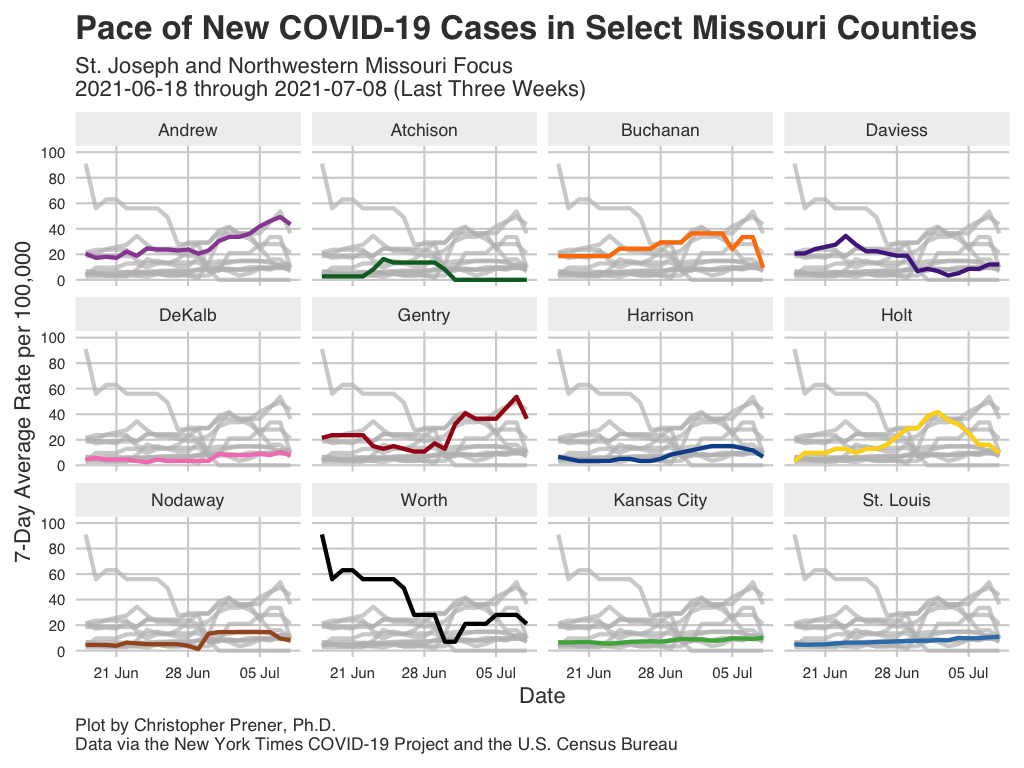 Pace of New COVID-19 Cases in Select Missouri Counties
St. Joseph and Northwestern Missouri Focus
2021-06-18 through 2021-07-08 (Last Three Weeks)
7-Day Average Rate per 100,000
Andrew Atchison Buchanan Daviess
100
80
60
40
20
0
DeKalb Gentry Harrison Holt
100
80
60
40
20
0
Nodaway Worth Kansas City St. Louis
100
80
60
40
20
0
21 Jun 28 Jun 05 Jul 21 Jun 28 Jun 05 Jul 21 Jun 28 Jun 05 Jul 21 Jun 28 Jun 05 Jul
Date
Plot by Christopher Prener, Ph.D.
Data via the New York Times COVID-19 Project and the U.S. Census Bureau